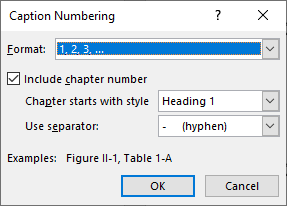 Caption Numbering ? ×
Format: 1, 2, 3, ...
Include chapter number
Chapter starts with style Heading 1
Use separator: - (hyphen)
Examples: Figure II-1, Table 1-A
OK Cancel